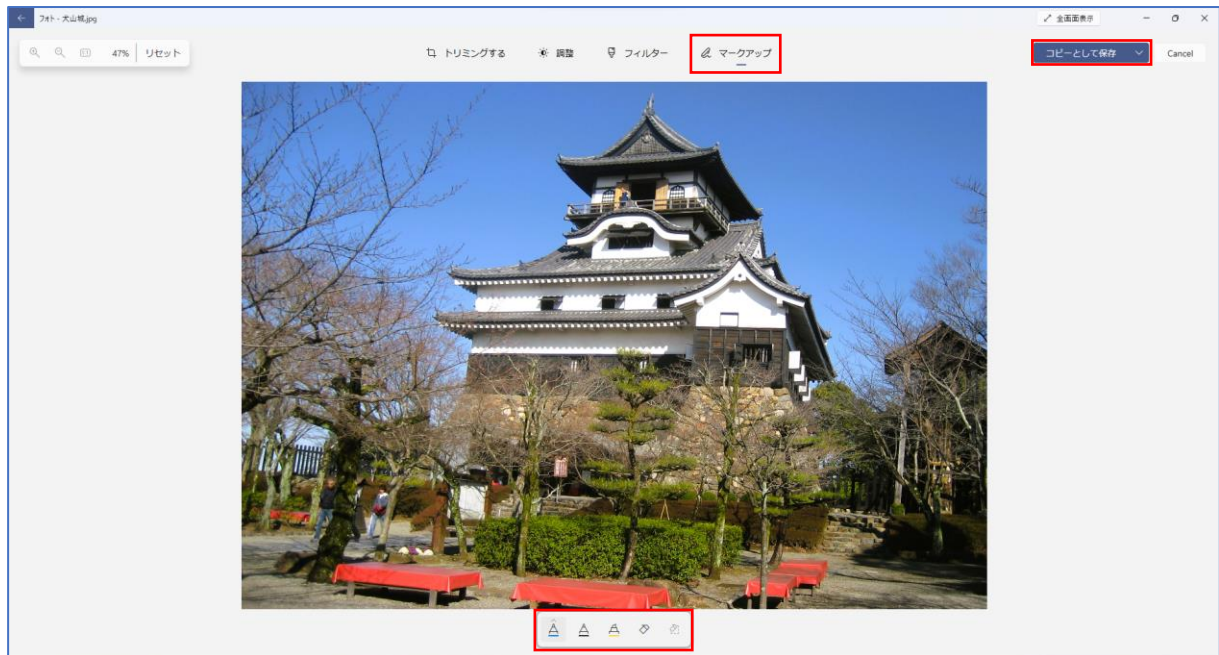 フォト - 犬山城.jpg
全画面表示
47%
リセット
トリミングする
調整
フィルター
マークアップ
コピーとして保存
Cancel